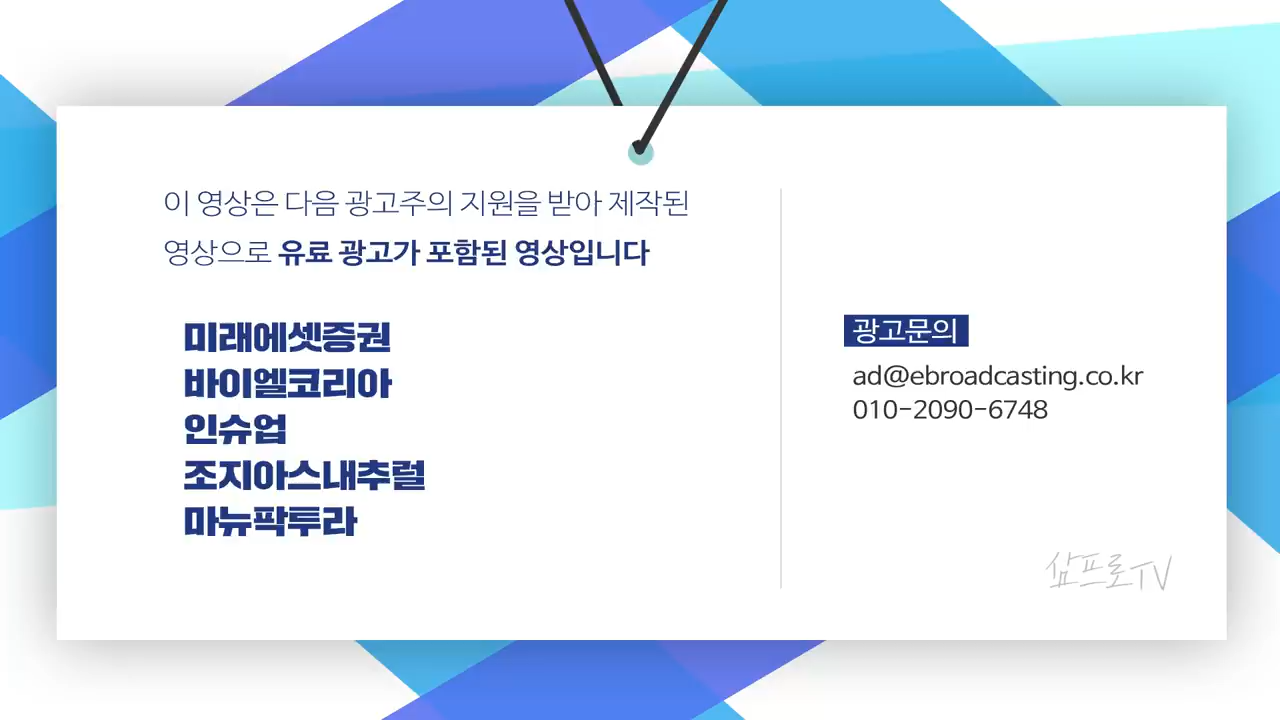 이 영상은 다음 광고주의 지원을 받아 제작된
영상으로 유료 광고가 포함된 영상입니다
미래에셋증권
바이엘코리아
인슈업
조지아스내추럴
마뉴팍투라
광고문의
ad@ebroadcasting.co.kr
010-2090-6748
삼프로TV